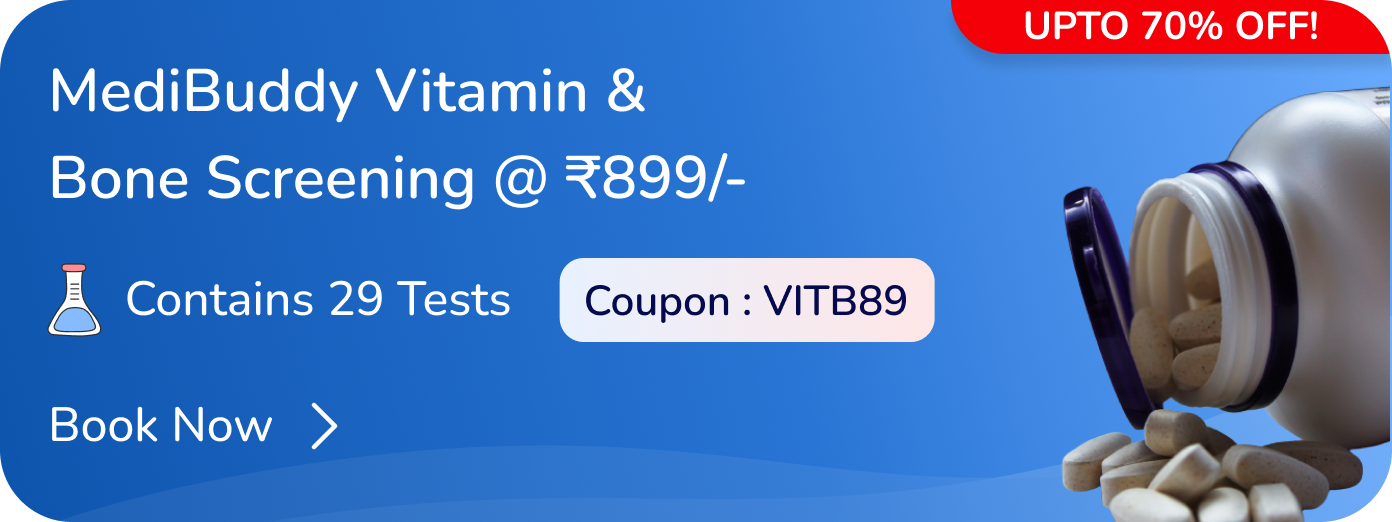 UPTO 70% OFF!
MediBuddy Vitamin &
Bone Screening @ ₹899/-
Contains 29 Tests
Coupon : VITB89
Book Now